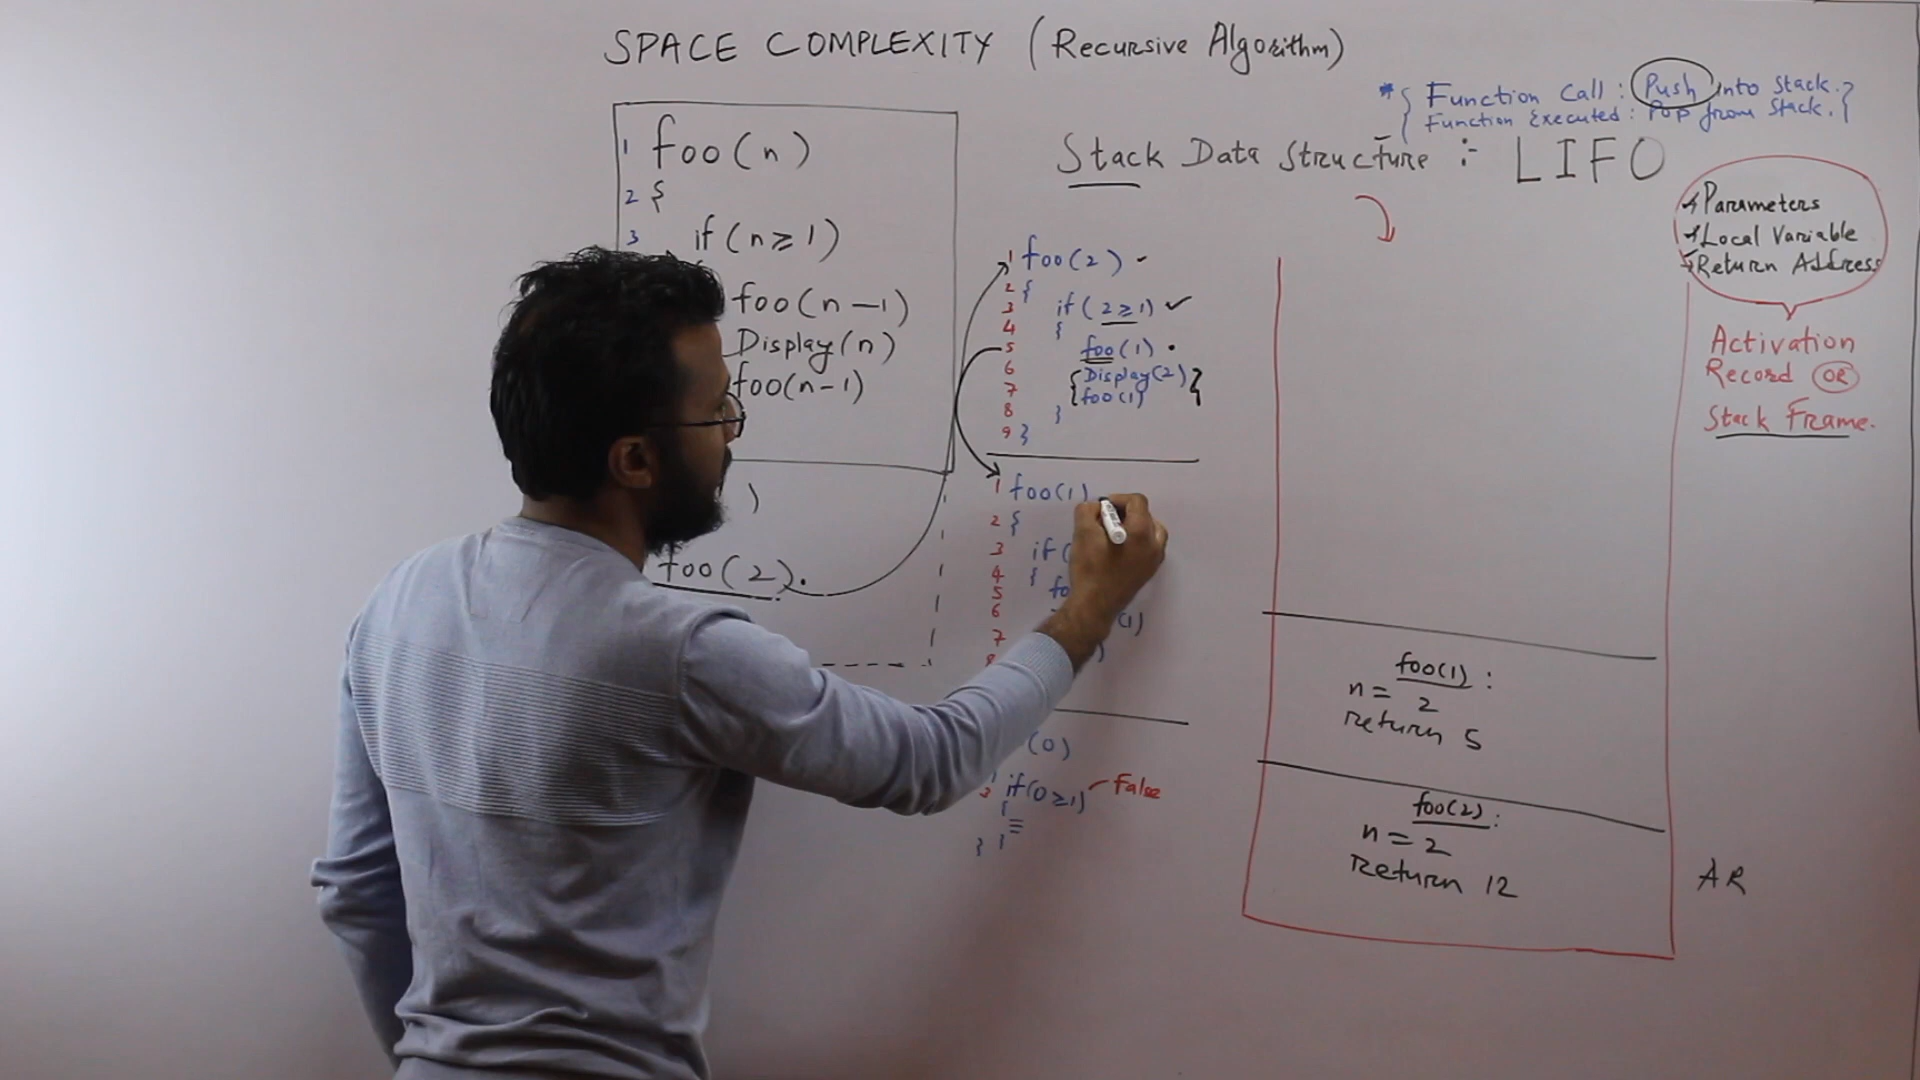 SPACE COMPLEXITY (Recursive Algorithm)
* { Function Call : Push into Stack. }
{ Function Executed : Pop from Stack. }
Stack Data Structure :- LIFO
1 foo(n)
2 {
3 if (n ≥ 1)
foo(n-1)
Display(n)
foo(n-1)
)
foo(2).
1 foo(2)
2 {
3 if (2 ≥ 1) ✓
4 {
5 foo(1)
6 {Display(2)}
7 {foo(1)}
8 }
9 }
1 foo(1)
2 {
3 if (
4 {
5 fo
6 (1)
7 )
8
(0)
3 if(0 ≥ 1) False
{
} }
foo(1) :
n = 2
return 5
foo(2) :
n = 2
Return 12
AR
Parameters
Local Variable
Return Address
Activation
Record OR
Stack Frame.